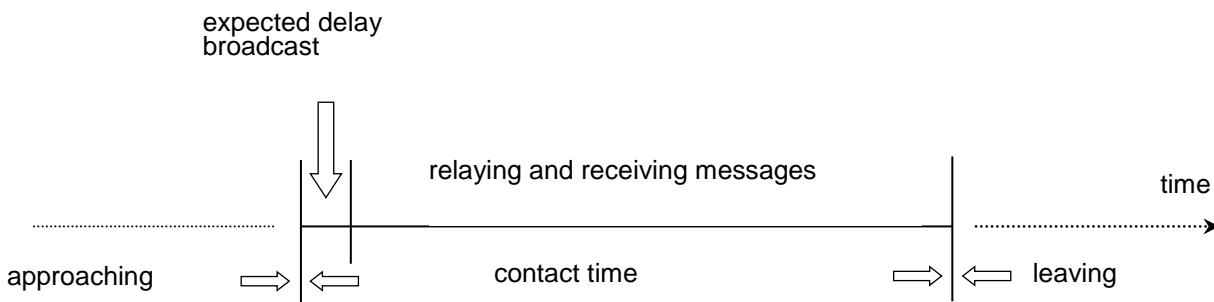 expected delay
broadcast
relaying and receiving messages
time
approaching
contact time
leaving